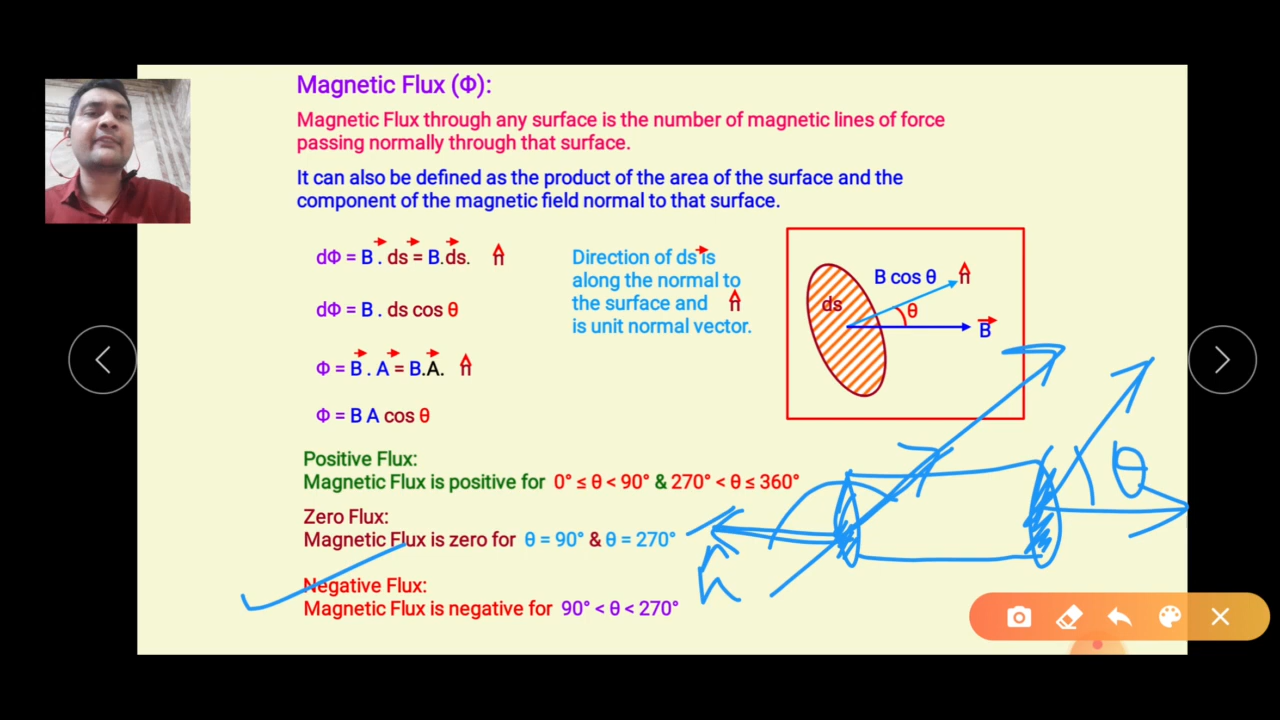 Magnetic Flux (Φ):
Magnetic Flux through any surface is the number of magnetic lines of force
passing normally through that surface.
It can also be defined as the product of the area of the surface and the
component of the magnetic field normal to that surface.
dΦ = B . ds = B.ds. n̂
dΦ = B . ds cos θ
Φ = B . A = B.A. n̂
Φ = B A cos θ
Direction of ds is
along the normal to
the surface and n̂
is unit normal vector.
ds
B cos θ
n̂
θ
B
Positive Flux:
Magnetic Flux is positive for 0° ≤ θ < 90° & 270° < θ ≤ 360°
Zero Flux:
Magnetic Flux is zero for θ = 90° & θ = 270°
Negative Flux:
Magnetic Flux is negative for 90° < θ < 270°
θ
n̂